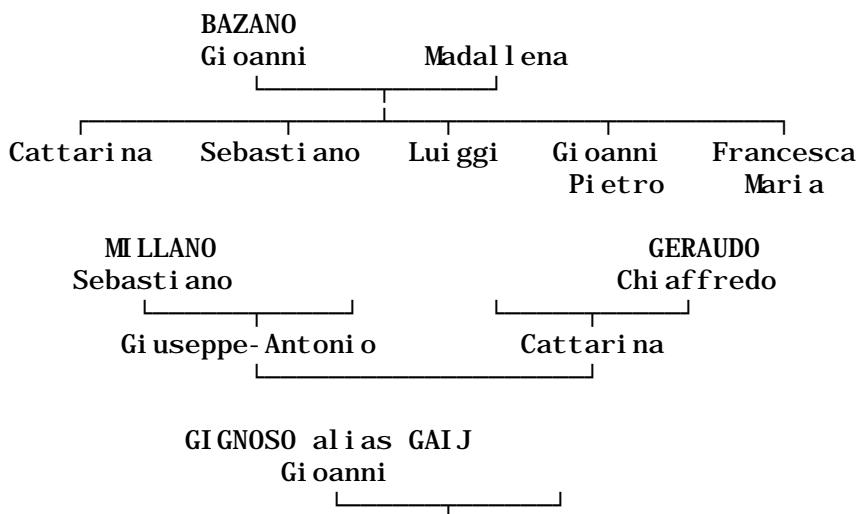 BAZANO
Gioanni Madallena
Cattarina Sebastiano Luiggi Gioanni Francesca
Pietro Maria
MILLANO GERAUDO
Sebastiano Chiaffredo
Giuseppe-Antonio Cattarina
GIGNOSO alias GAIJ
Gioanni